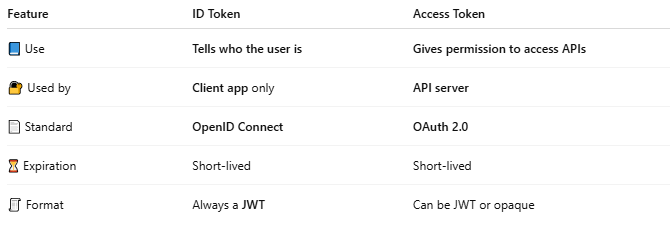 Feature ID Token Access Token
Use Tells who the user is Gives permission to access APIs
Used by Client app only API server
Standard OpenID Connect OAuth 2.0
Expiration Short-lived Short-lived
Format Always a JWT Can be JWT or opaque